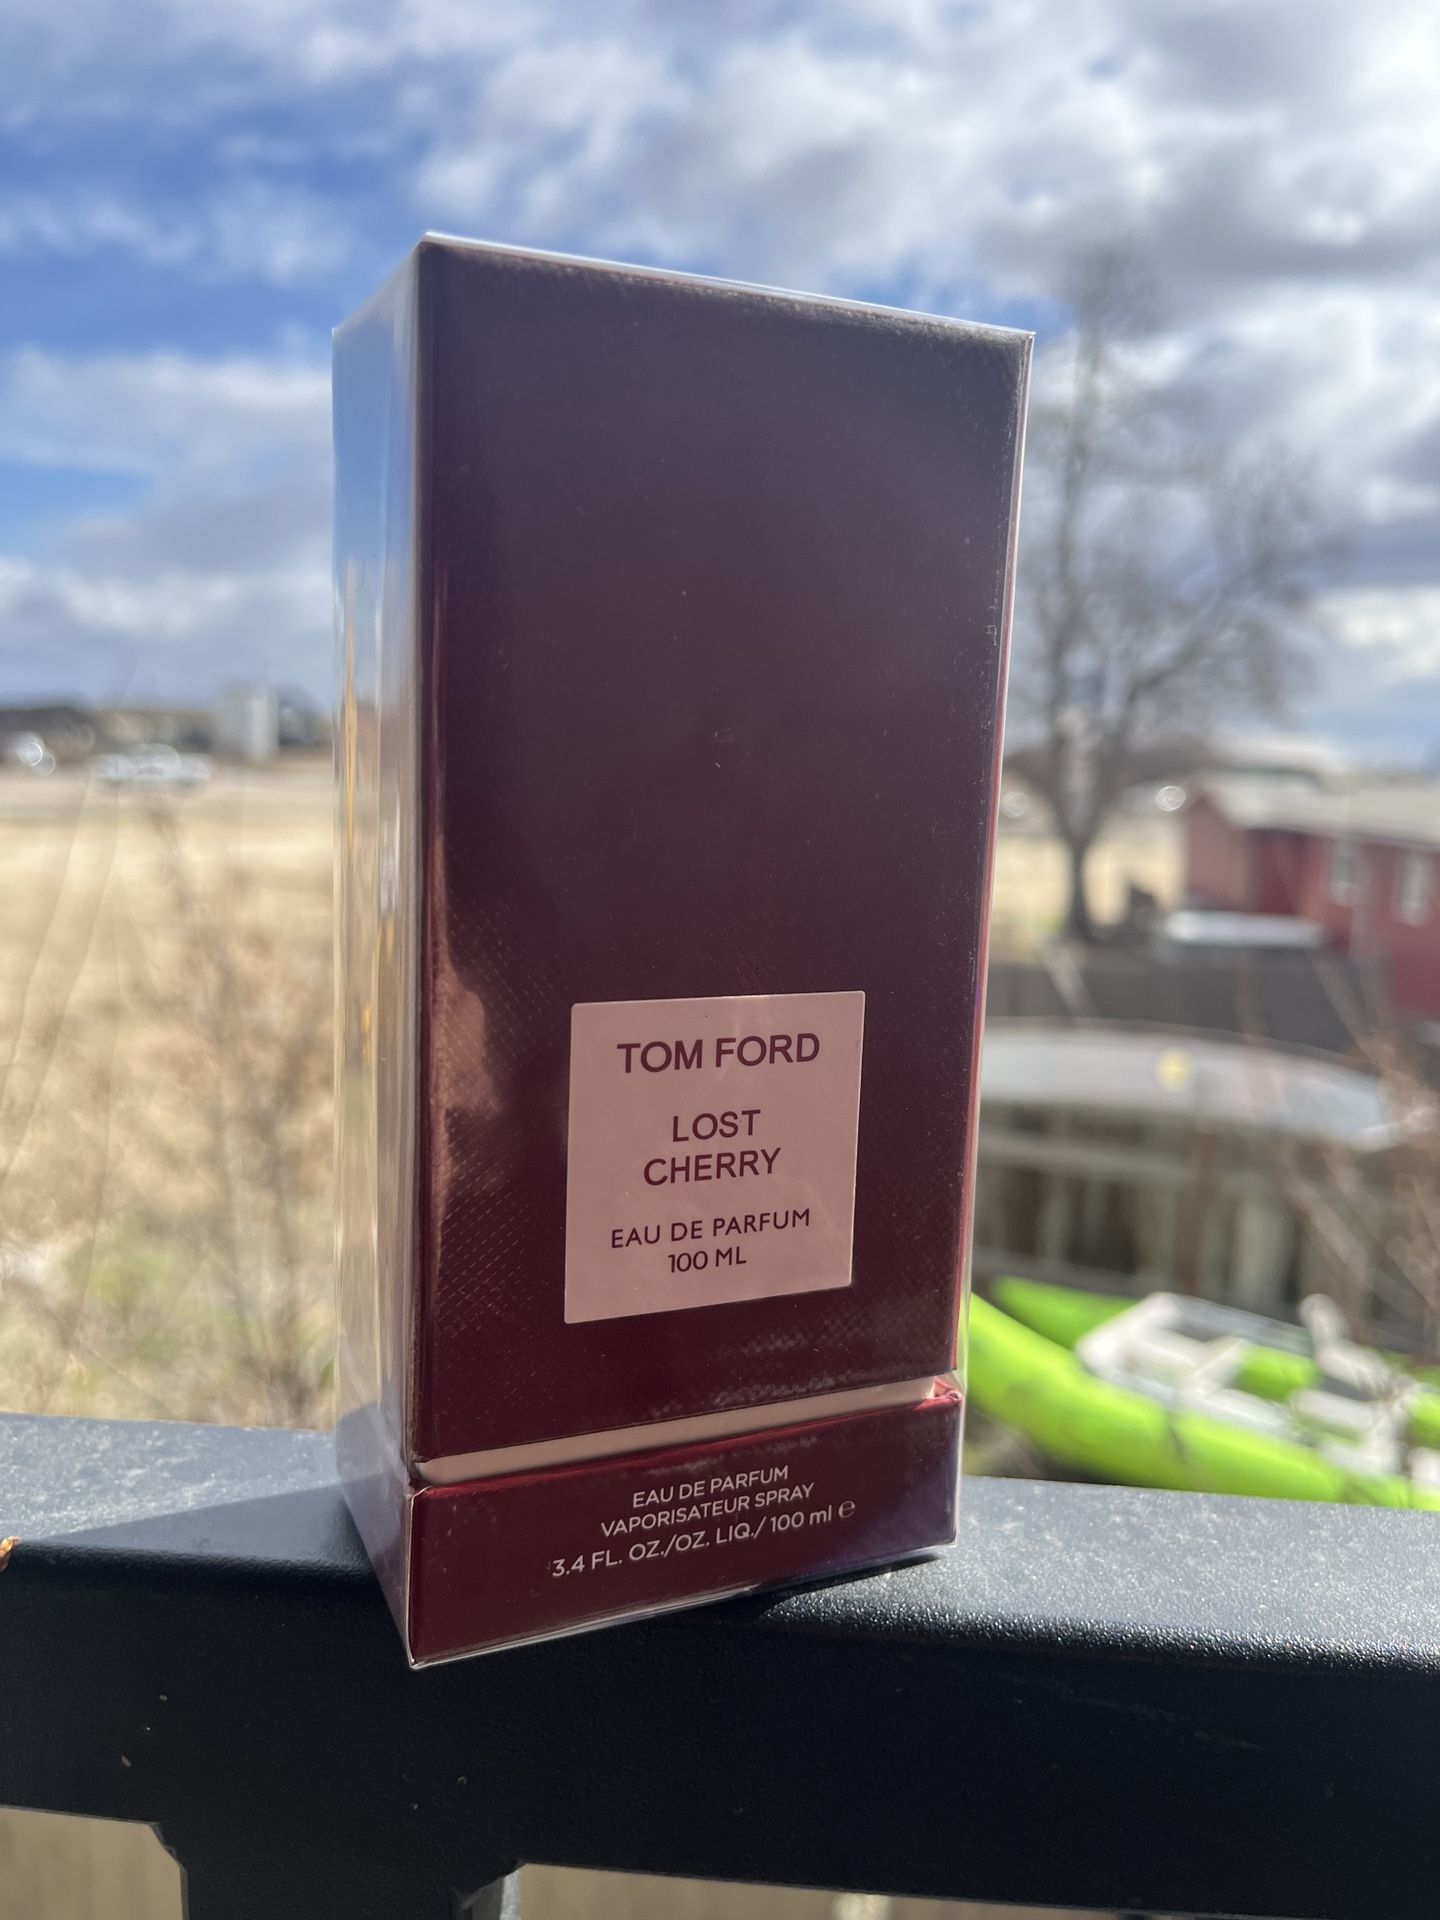 TOM FORD
LOST
CHERRY
EAU DE PARFUM
100 ML
EAU DE PARFUM
VAPORISATEUR SPRAY
3.4 FL. OZ./OZ. LIQ./ 100 ml ℮